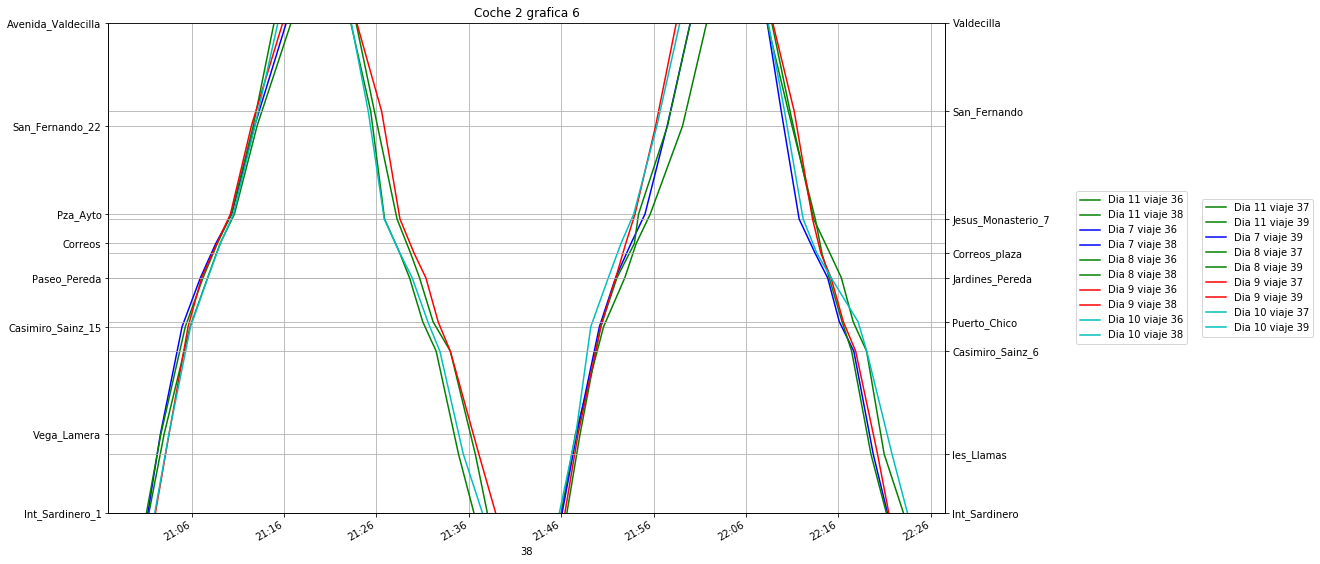 Coche 2 grafica 6
Avenida_Valdecilla
San_Fernando_22
Pza_Ayto
Correos
Paseo_Pereda
Casimiro_Sainz_15
Vega_Lamera
Int_Sardinero_1
Valdecilla
San_Fernando
Jesus_Monasterio_7
Correos_plaza
Jardines_Pereda
Puerto_Chico
Casimiro_Sainz_6
Ies_Llamas
Int_Sardinero
21:06
21:16
21:26
21:36
21:46
21:56
22:06
22:16
22:26
38
Dia 11 viaje 36
Dia 11 viaje 38
Dia 7 viaje 36
Dia 7 viaje 38
Dia 8 viaje 36
Dia 8 viaje 38
Dia 9 viaje 36
Dia 9 viaje 38
Dia 10 viaje 36
Dia 10 viaje 38
Dia 11 viaje 37
Dia 11 viaje 39
Dia 7 viaje 39
Dia 8 viaje 37
Dia 8 viaje 39
Dia 9 viaje 37
Dia 9 viaje 39
Dia 10 viaje 37
Dia 10 viaje 39